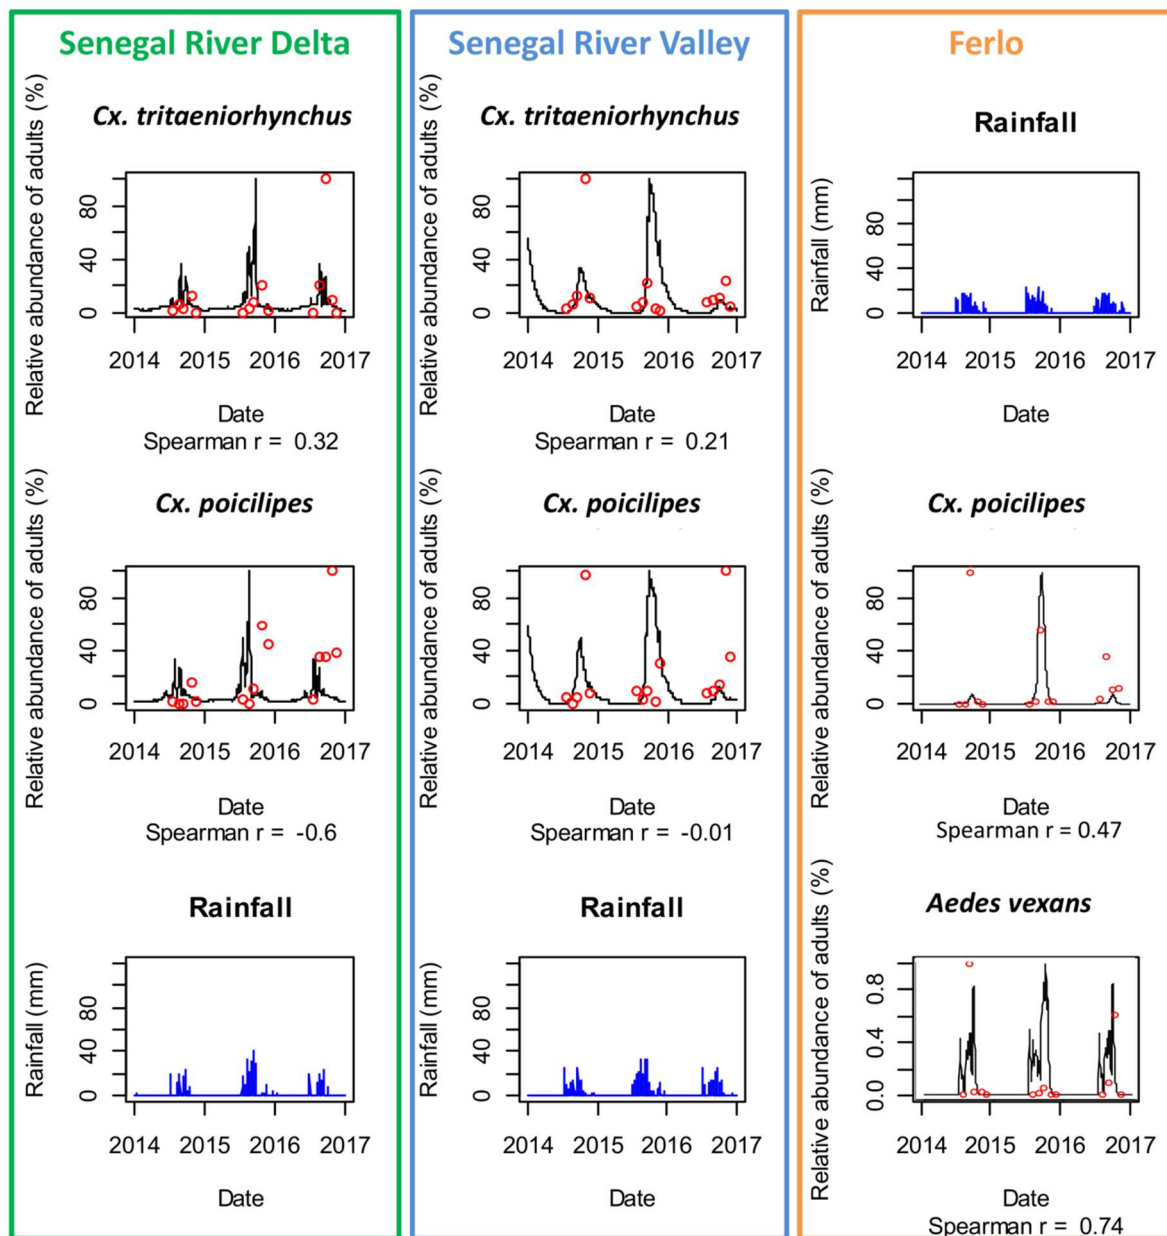 Senegal River Delta
Cx. tritaeniorhynchus
Relative abundance of adults (%)
80
40
0
2014 2015 2016 2017
Date
Spearman r = 0.32
Cx. poicilipes
Relative abundance of adults (%)
80
40
0
2014 2015 2016 2017
Date
Spearman r = -0.6
Rainfall
Rainfall (mm)
80
40
0
2014 2015 2016 2017
Date
Senegal River Valley
Cx. tritaeniorhynchus
Relative abundance of adults (%)
80
40
0
2014 2015 2016 2017
Date
Spearman r = 0.21
Cx. poicilipes
Relative abundance of adults (%)
80
40
0
2014 2015 2016 2017
Date
Spearman r = -0.01
Rainfall
Rainfall (mm)
80
40
0
2014 2015 2016 2017
Date
Ferlo
Rainfall
Rainfall (mm)
80
40
0
2014 2015 2016 2017
Date
Cx. poicilipes
Relative abundance of adults (%)
80
40
0
2014 2015 2016 2017
Date
Spearman r = 0.47
Aedes vexans
Relative abundance of adults (%)
0.8
0.4
0.0
2014 2015 2016 2017
Date
Spearman r = 0.74